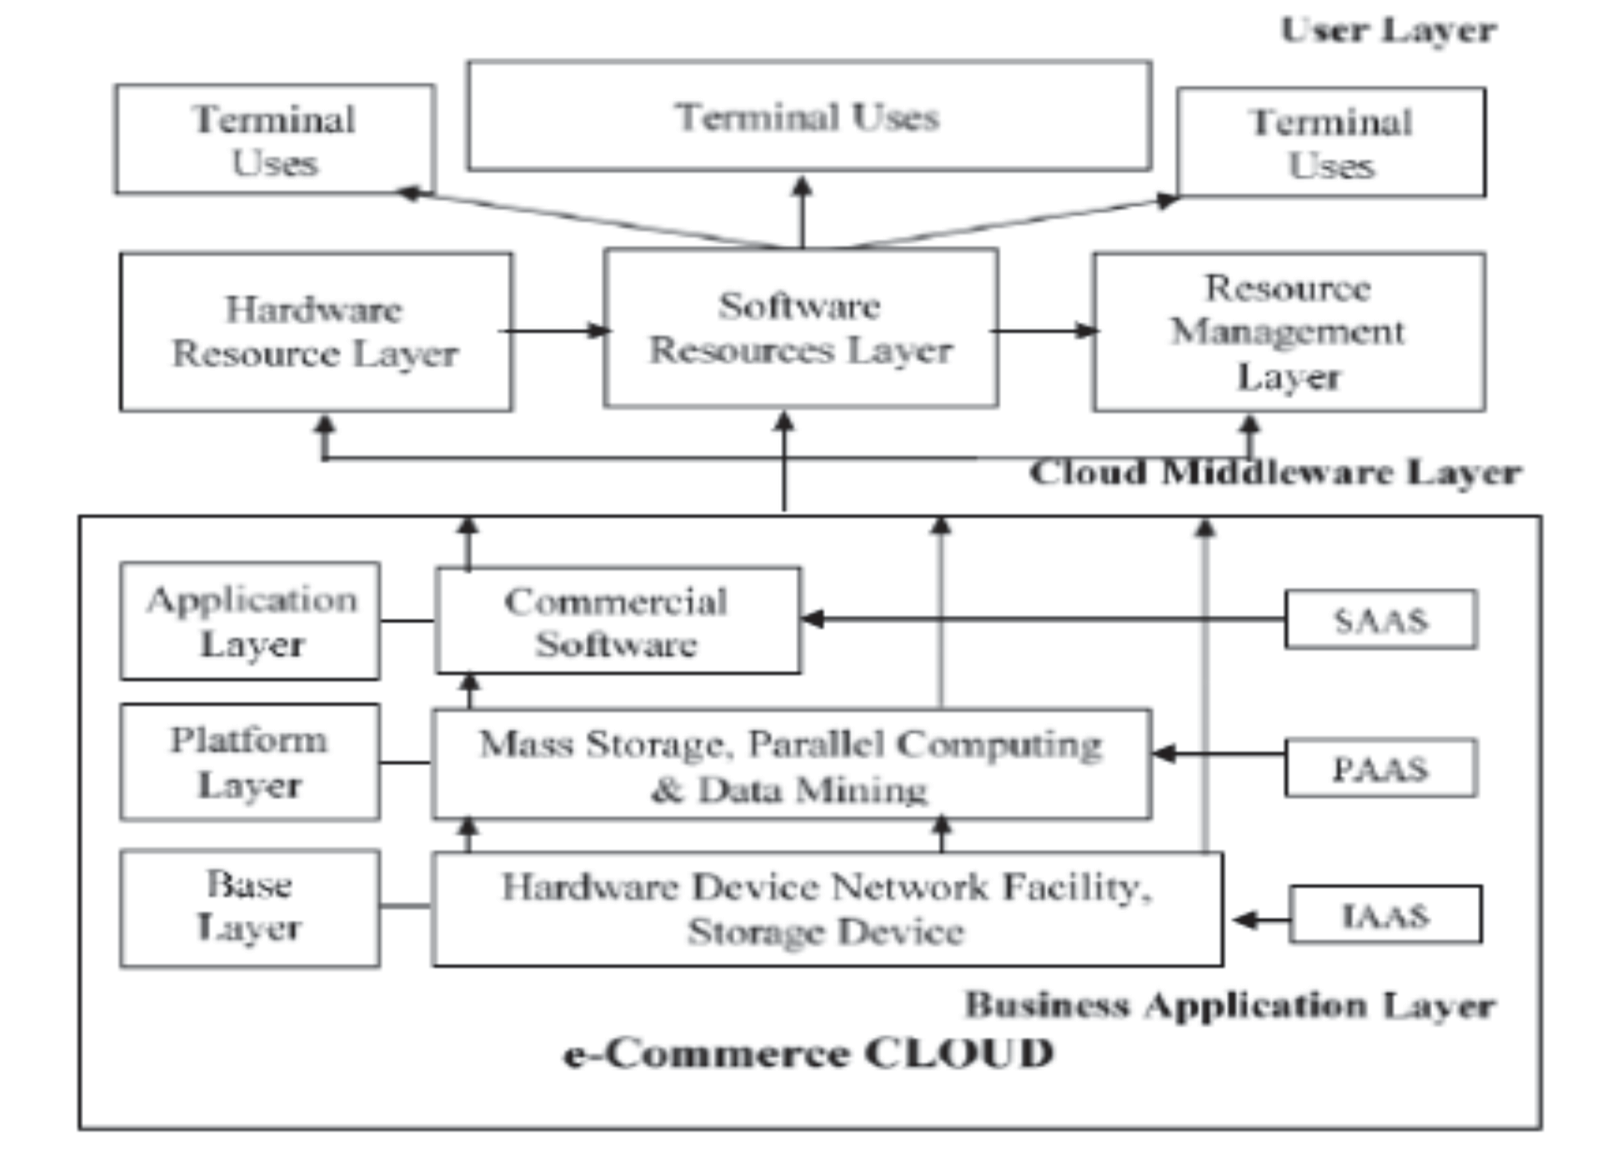 User Layer
Terminal
Uses
Terminal Uses
Terminal
Uses
Hardware
Resource Layer
Software
Resources Layer
Resource
Management
Layer
Cloud Middleware Layer
Application
Layer
Commercial
Software
SAAS
Platform
Layer
Mass Storage, Parallel Computing
& Data Mining
PAAS
Base
Layer
Hardware Device Network Facility,
Storage Device
IAAS
Business Application Layer
e-Commerce CLOUD